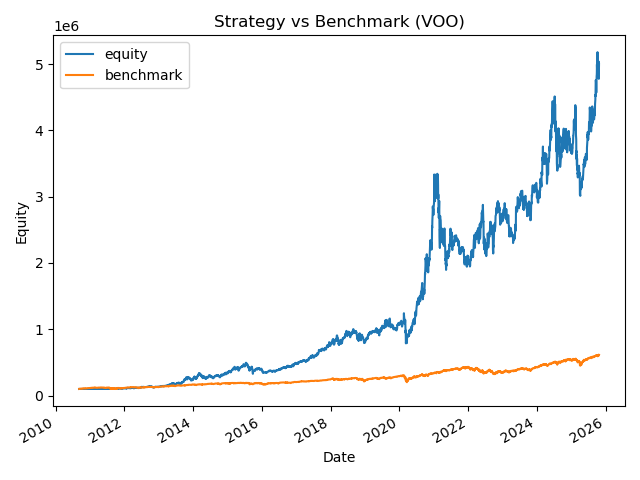 Strategy vs Benchmark (VOO)
1e6
equity
benchmark
5
4
3
2
1
0
Equity
2010 2012 2014 2016 2018 2020 2022 2024 2026
Date